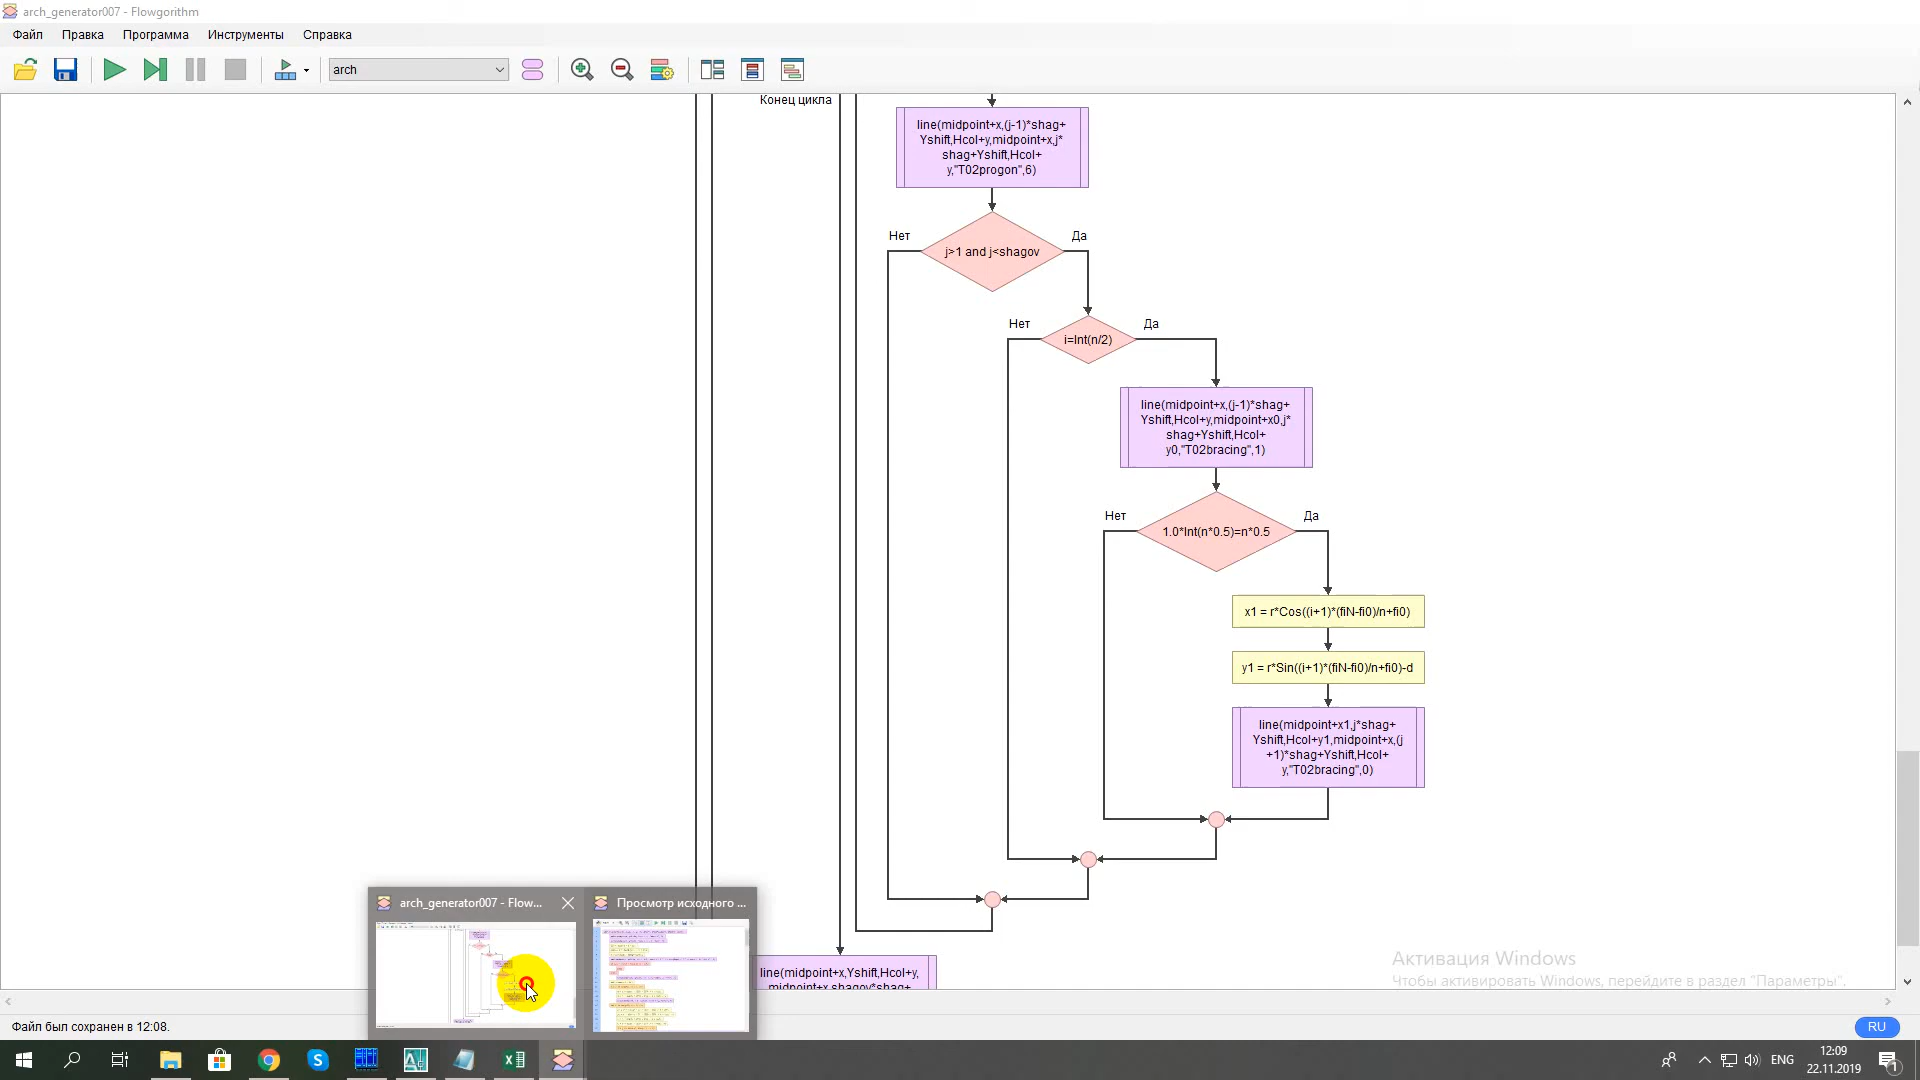 arch_generator007 - Flowgorithm
Файл Правка Программа Инструменты Справка
arch
Конец цикла
line(midpoint+x,(j-1)*shag+
Yshift,Hcol+y,midpoint+x,j*
shag+Yshift,Hcol+
y,"T02progon",6)
Нет
Да
j>1 and j<shagov
Нет
Да
i=Int(n/2)
line(midpoint+x,(j-1)*shag+
Yshift,Hcol+y,midpoint+x0,j*
shag+Yshift,Hcol+
y0,"T02bracing",1)
Нет
Да
1.0*Int(n*0.5)=n*0.5
x1 = r*Cos((i+1)*(fiN-fi0)/n+fi0)
y1 = r*Sin((i+1)*(fiN-fi0)/n+fi0)-d
line(midpoint+x1,j*shag+
Yshift,Hcol+y1,midpoint+x,(j
+1)*shag+Yshift,Hcol+
y,"T02bracing",0)
arch_generator007 - Flow...
Просмотр исходного ...
line(midpoint+x,Yshift,Hcol+y,
midpoint+x,shagov*shag+
Активация Windows
Чтобы активировать Windows, перейдите в раздел "Параметры".
Файл был сохранен в 12:08.
RU
ENG
12:09
22.11.2019
1